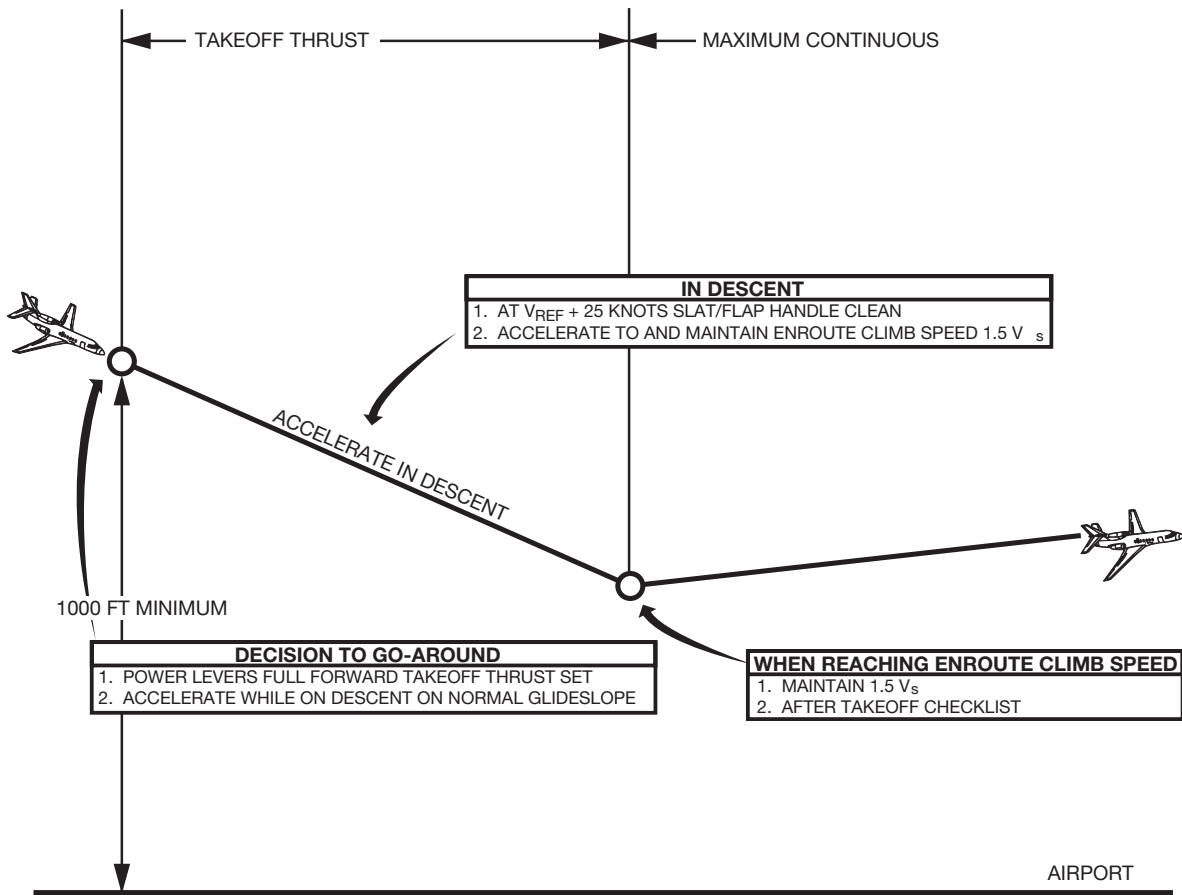 TAKEOFF THRUST
MAXIMUM CONTINUOUS
IN DESCENT
1. AT VREF + 25 KNOTS SLAT/FLAP HANDLE CLEAN
2. ACCELERATE TO AND MAINTAIN ENROUTE CLIMB SPEED 1.5 V s
ACCELERATE IN DESCENT
1000 FT MINIMUM
DECISION TO GO-AROUND
1. POWER LEVERS FULL FORWARD TAKEOFF THRUST SET
2. ACCELERATE WHILE ON DESCENT ON NORMAL GLIDESLOPE
WHEN REACHING ENROUTE CLIMB SPEED
1. MAINTAIN 1.5 Vs
2. AFTER TAKEOFF CHECKLIST
AIRPORT